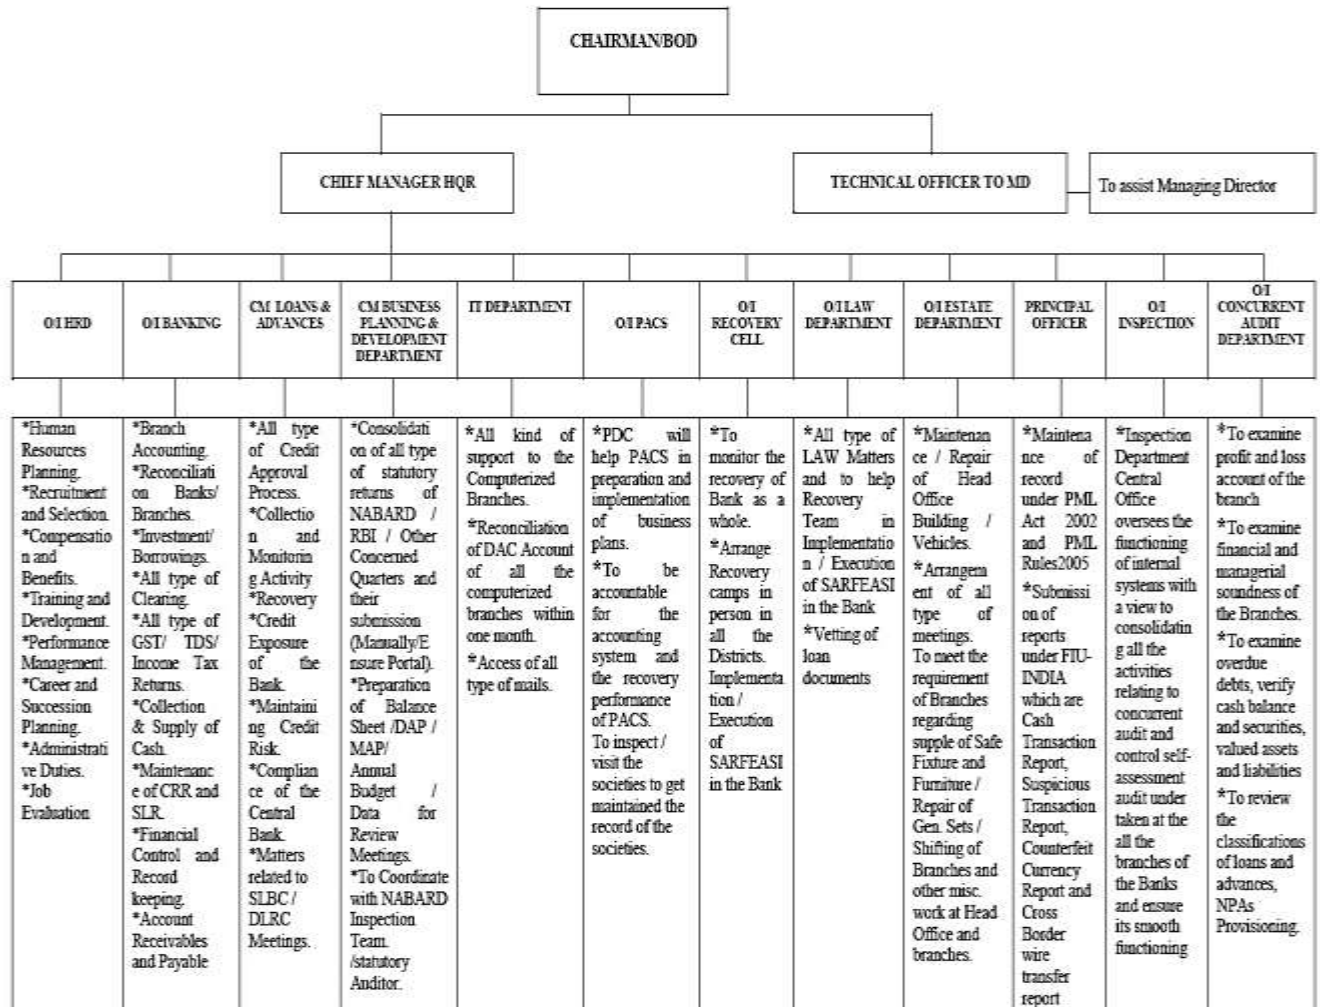 CHAIRMAN/BOD
CHIEF MANAGER HQR
TECHNICAL OFFICER TO MD
To assist Managing Director
O/I HRD
O/I BANKING
CM LOANS &
ADVANCES
CM BUSINESS
PLANNING &
DEVELOPMENT
DEPARTMENT
IT DEPARTMENT
O/I PACS
O/I
RECOVERY
CELL
O/I LAW
DEPARTMENT
O/I ESTATE
DEPARTMENT
PRINCIPAL
OFFICER
O/I
INSPECTION
O/I
CONCURRENT
AUDIT
DEPARTMENT
*Human
Resources
Planning.
*Recruitment
and Selection.
*Compensatio
n and
Benefits.
*Training and
Development.
*Performance
Management.
*Career and
Succession
Planning.
*Administrati
ve Duties.
*Job
Evaluation
*Branch
Accounting.
*Reconciliati
on Banks/
Branches.
*Investment/
Borrowings.
*All type of
Clearing.
*All type of
GST/ TDS/
Income Tax
Returns.
*Collection
& Supply of
Cash.
*Maintenanc
e of CRR and
SLR.
*Financial
Control and
Record
keeping.
*Account
Receivables
and Payable
*All type
of Credit
Approval
Process.
*Collectio
n and
Monitorin
g Activity
*Recovery
*Credit
Exposure
of the
Bank.
*Maintaini
ng Credit
Risk.
*Complian
ce of the
Central
Bank.
*Matters
related to
SLBC /
DLRC
Meetings.
*Consolidati
on of all type
of statutory
returns of
NABARD /
RBI / Other
Concerned
Quarters and
their
submission
(Manually/E
nsure Portal).
*Preparation
of Balance
Sheet /DAP /
MAP/
Annual
Budget /
Data for
Review
Meetings.
*To Coordinate
with NABARD
Inspection
Team.
/statutory
Auditor.
*All kind of
support to the
Computerized
Branches.
*Reconciliation
of DAC Account
of all the
computerized
branches within
one month.
*Access of all
type of mails.
*PDC will
help PACS in
preparation and
implementation
of business
plans.
*To be
accountable
for the
accounting
system and
the recovery
performance
of PACS.
To inspect /
visit the
societies to get
maintained the
record of the
societies.
*To
monitor the
recovery of
Bank as a
whole.
*Arrange
Recovery
camps in
person in
all the
Districts.
Implementa
tion /
Execution
of
SARFEASI
in the Bank
*All type of
LAW Matters
and to help
Recovery
Team in
Implementatio
n / Execution
of SARFEASI
in the Bank
*Vetting of
loan
documents
*Maintenan
ce / Repair
of Head
Office
Building /
Vehicles.
*Arrangem
ent of all
type of
meetings.
To meet the
requirement
of Branches
regarding
supple of Safe
Fixture and
Furniture /
Repair of
Gen. Sets /
Shifting of
Branches and
other misc.
work at Head
Office and
branches.
*Maintena
nce of
record
under PML
Act 2002
and PML
Rules2005
*Submissi
on of
reports
under FIU-
INDIA
which are
Cash
Transaction
Report,
Suspicious
Transaction
Report,
Counterfeit
Currency
Report and
Cross
Border
wire
transfer
report
*Inspection
Department
Central
Office
oversees the
functioning
of internal
systems with
a view to
consolidatin
g all the
activities
relating to
concurrent
audit and
control self-
assessment
audit under
taken at the
all the
branches of
the Banks
and ensure
its smooth
functioning
*To examine
profit and loss
account of the
branch
*To examine
financial and
managerial
soundness of
the Branches.
*To examine
overdue
debts, verify
cash balance
and securities,
valued assets
and liabilities
*To review
the
classifications
of loans and
advances,
NPAs
Provisioning.